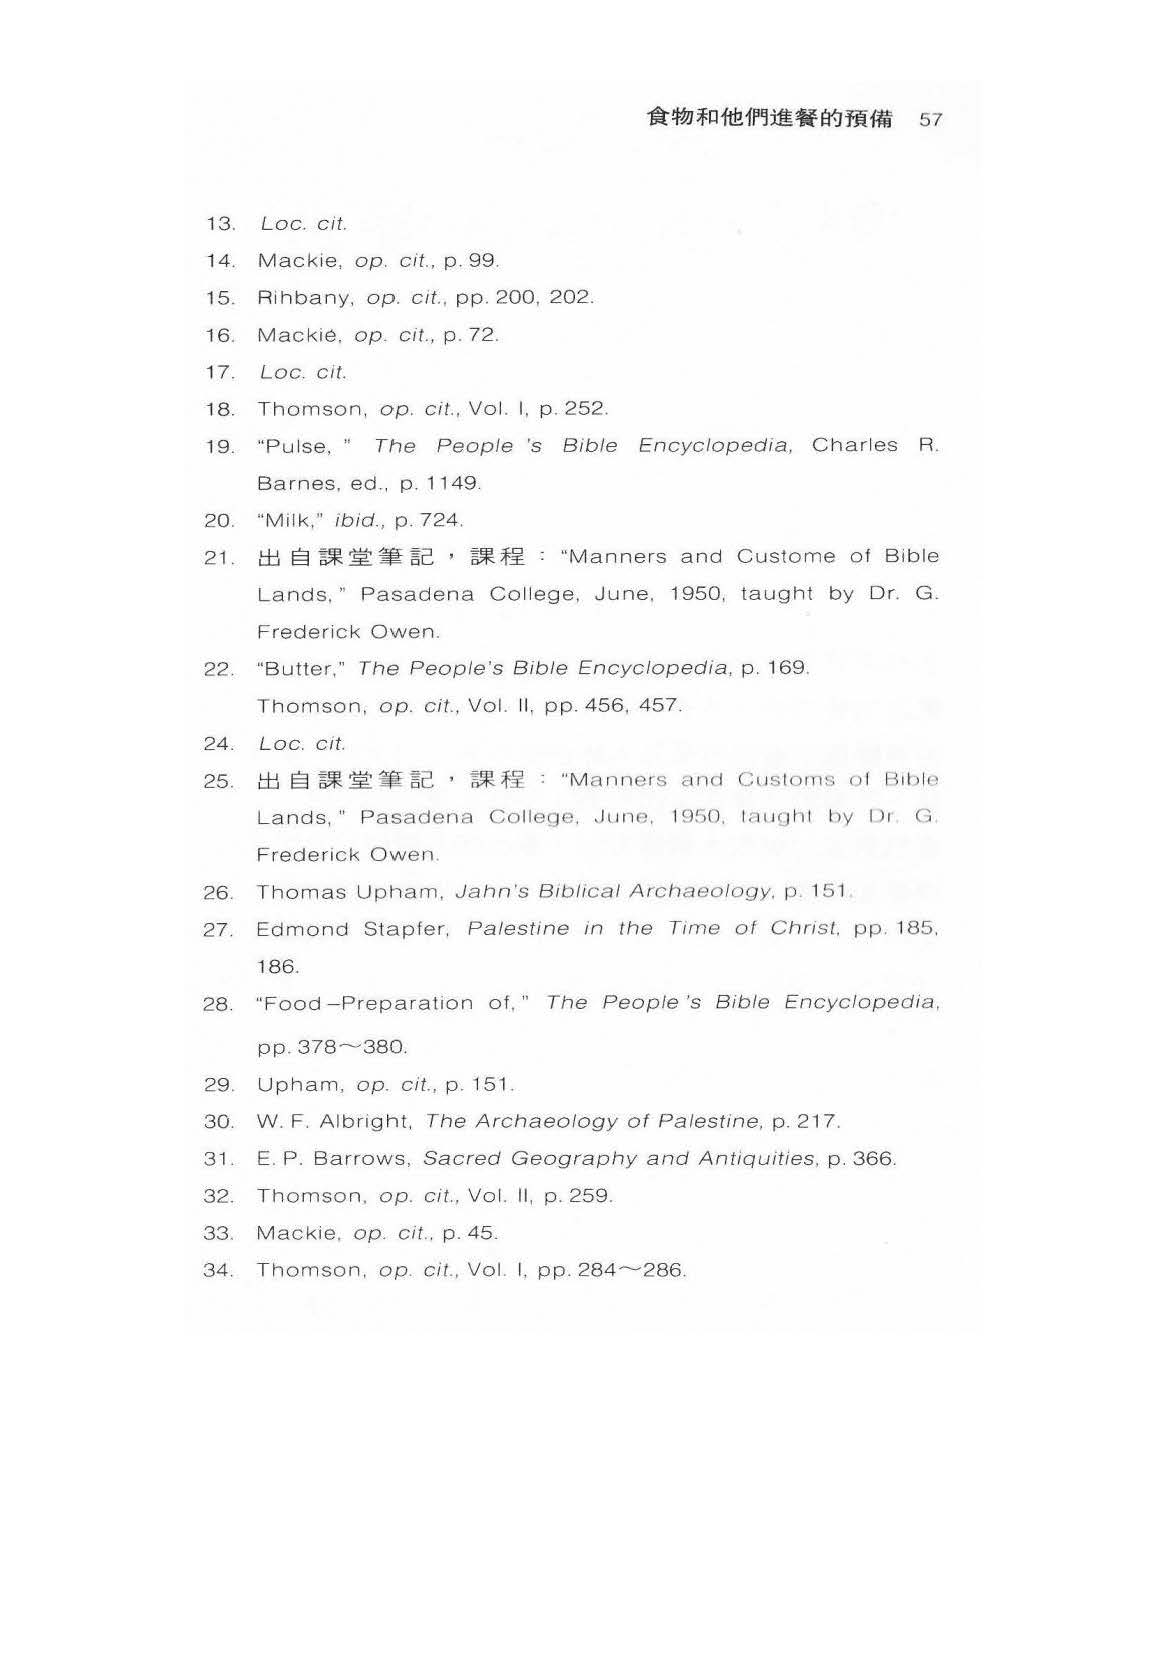 食物和他們進餐的預備 57
13. Loc. cit.
14. Mackie, op. cit., p. 99.
15. Rihbany, op. cit., pp. 200, 202.
16. Mackié, op. cit., p. 72.
17. Loc. cit.
18. Thomson, op. cit., Vol. I, p. 252.
19. “Pulse, ” The People 's Bible Encyclopedia, Charles R.
Barnes, ed., p. 1149.
20. “Milk,” ibid., p. 724.
21. 出自課堂筆記，課程：“Manners and Custome of Bible
Lands,” Pasadena College, June, 1950, taught by Dr. G.
Frederick Owen.
22. “Butter,” The People's Bible Encyclopedia, p. 169.
Thomson, op. cit., Vol. II, pp. 456, 457.
24. Loc. cit.
25. 出自課堂筆記，課程：“Manners and Customs of Bible
Lands,” Pasadena College, June, 1950, taught by Dr. G.
Frederick Owen.
26. Thomas Upham, Jahn's Biblical Archaeology, p. 151.
27. Edmond Stapfer, Palestine in the Time of Christ, pp. 185,
186.
28. “Food–Preparation of,” The People 's Bible Encyclopedia,
pp. 378～380.
29. Upham, op. cit., p. 151.
30. W. F. Albright, The Archaeology of Palestine, p. 217.
31. E. P. Barrows, Sacred Geography and Antiquities, p. 366.
32. Thomson, op. cit., Vol. II, p. 259.
33. Mackie, op. cit., p. 45.
34. Thomson, op. cit., Vol. I, pp. 284～286.